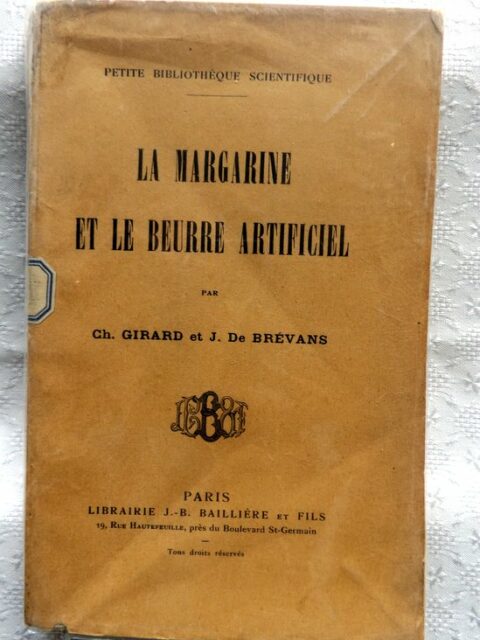 PETITE BIBLIOTHÈQUE SCIENTIFIQUE
LA MARGARINE
ET LE BEURRE ARTIFICIEL
PAR
Ch. GIRARD et J. De BRÉVANS
PARIS
LIBRAIRIE J.-B. BAILLIÈRE ET FILS
19, Rue Hautefeuille, près du Boulevard St-Germain
Tous droits réservés